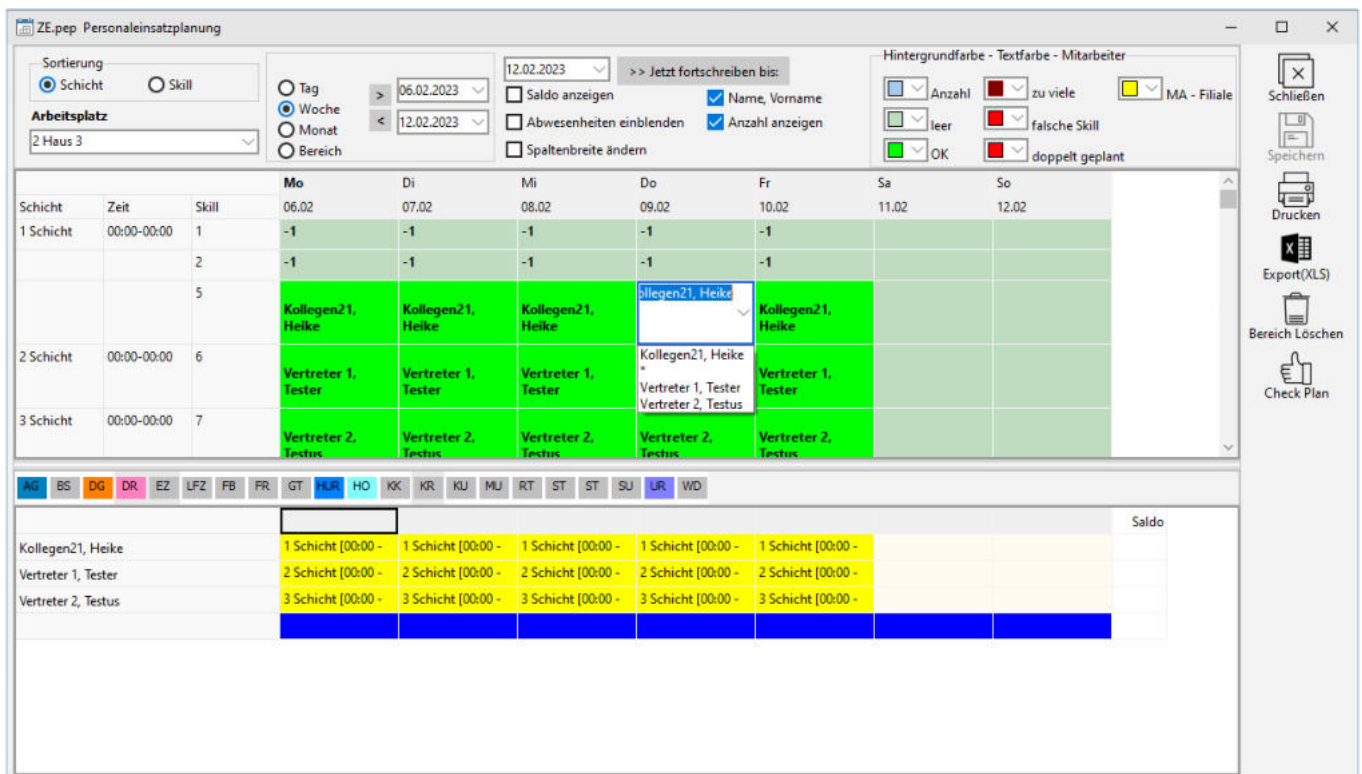 ZE.pep Personaleinsatzplanung
Sortierung
Schicht Skill
Arbeitsplatz
2 Haus 3
Tag
Woche
Monat
Bereich
> 06.02.2023
< 12.02.2023
12.02.2023 >> Jetzt fortschreiben bis:
Saldo anzeigen Name, Vorname
Abwesenheiten einblenden Anzahl anzeigen
Spaltenbreite ändern
Hintergrundfarbe - Textfarbe - Mitarbeiter
Anzahl zu viele MA - Filiale
leer falsche Skill
OK doppelt geplant
Schließen
Speichern
Drucken
Export(XLS)
Bereich Löschen
Check Plan
Mo Di Mi Do Fr Sa So
Schicht Zeit Skill 06.02 07.02 08.02 09.02 10.02 11.02 12.02
1 Schicht 00:00-00:00 1 -1 -1 -1 -1 -1
2 -1 -1 -1 -1 -1
5 ollegen21, Heike
Kollegen21, Kollegen21, Kollegen21, Kollegen21,
Heike Heike Heike Heike
2 Schicht 00:00-00:00 6 Kollegen21, Heike
*
Vertreter 1, Vertreter 1, Vertreter 1, Vertreter 1, Tester Vertreter 1,
Tester Tester Tester Vertreter 2, Testus Tester
3 Schicht 00:00-00:00 7
Vertreter 2, Vertreter 2, Vertreter 2, Vertreter 2, Vertreter 2,
Testus Testus Testus Testus Testus
AG BS DG DR EZ LFZ FB FR GT HUR HO KK KR KU MU RT ST ST SU UR WD
Saldo
Kollegen21, Heike 1 Schicht [00:00 - 1 Schicht [00:00 - 1 Schicht [00:00 - 1 Schicht [00:00 - 1 Schicht [00:00 -
Vertreter 1, Tester 2 Schicht [00:00 - 2 Schicht [00:00 - 2 Schicht [00:00 - 2 Schicht [00:00 - 2 Schicht [00:00 -
Vertreter 2, Testus 3 Schicht [00:00 - 3 Schicht [00:00 - 3 Schicht [00:00 - 3 Schicht [00:00 - 3 Schicht [00:00 -